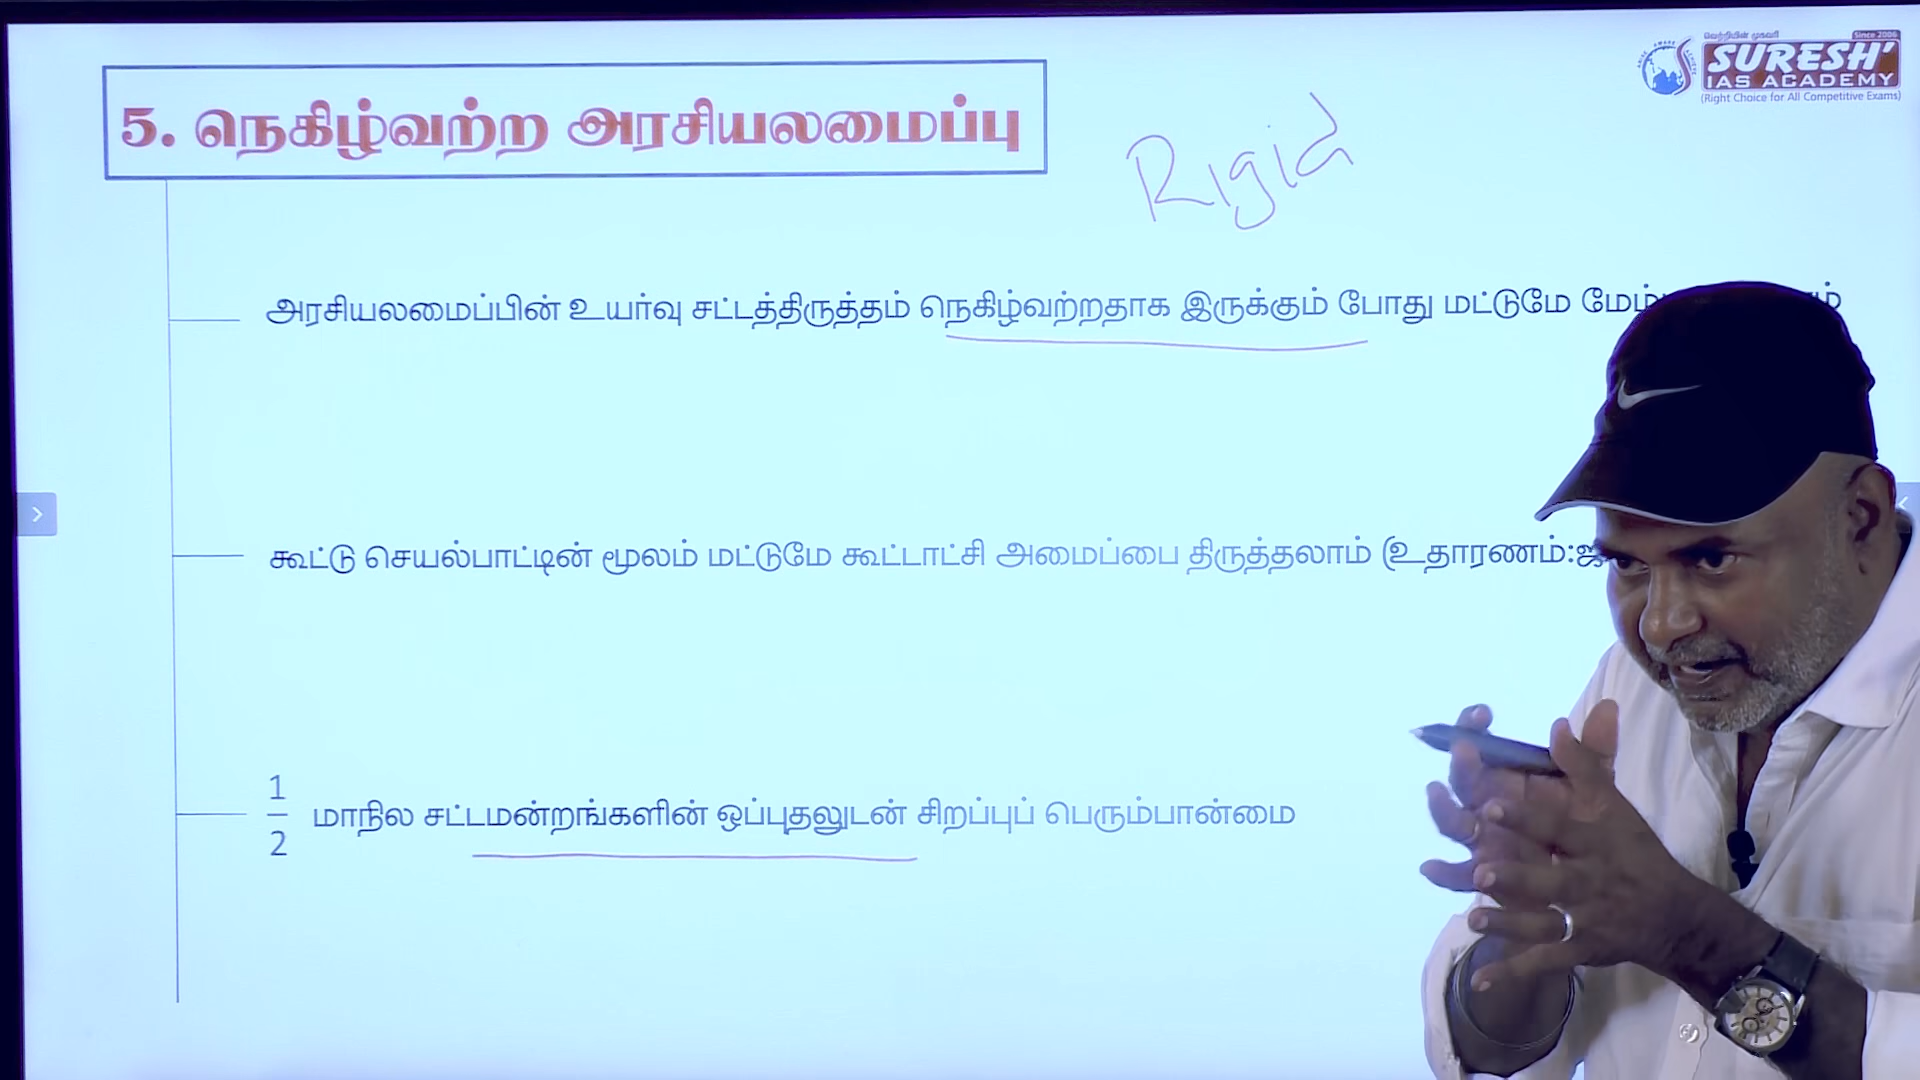 வெற்றியின் முகவரி
Since 2006
SURESH'
IAS ACADEMY
(Right Choice for All Competitive Exams)
5. நெகிழ்வற்ற அரசியலமைப்பு
Rigid
அரசியலமைப்பின் உயர்வு சட்டத்திருத்தம் நெகிழ்வற்றதாக இருக்கும் போது மட்டுமே
கூட்டு செயல்பாட்டின் மூலம் மட்டுமே கூட்டாட்சி அமைப்பை திருத்தலாம் (உதாரணம்:
1/2 மாநில சட்டமன்றங்களின் ஒப்புதலுடன் சிறப்புப் பெரும்பான்மை